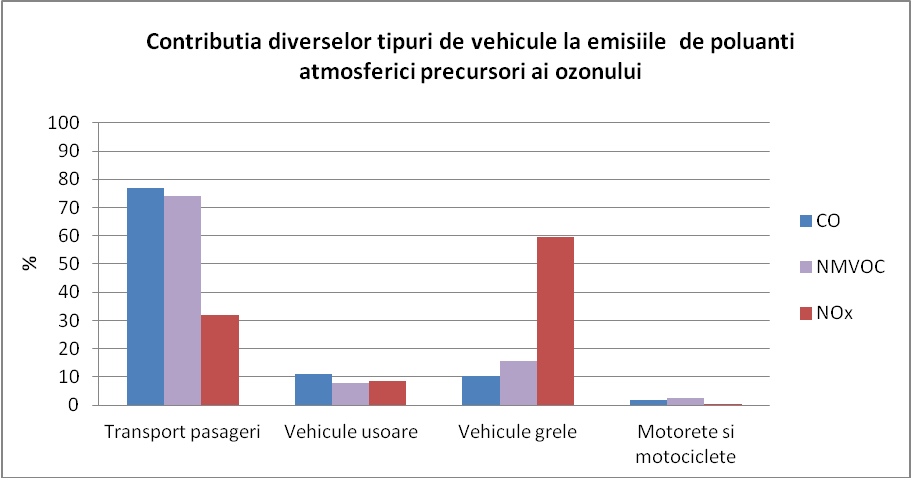 Contributia diverselor tipuri de vehicule la emisiile de poluanti
atmosferici precursori ai ozonului
100
90
80
70
60
50
40
30
20
10
0
%
Transport pasageri
Vehicule usoare
Vehicule grele
Motorete si
motociclete
CO
NMVOC
NOx